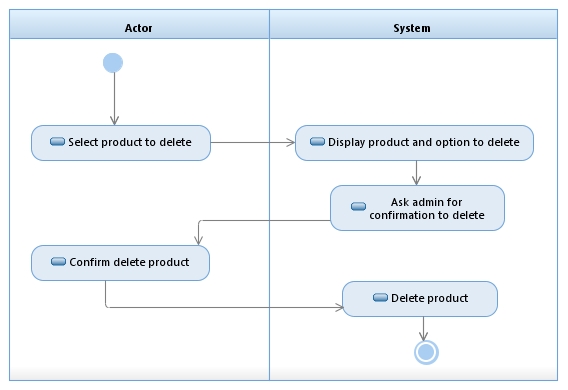 Actor
System
Select product to delete
Display product and option to delete
Ask admin for
confirmation to delete
Confirm delete product
Delete product